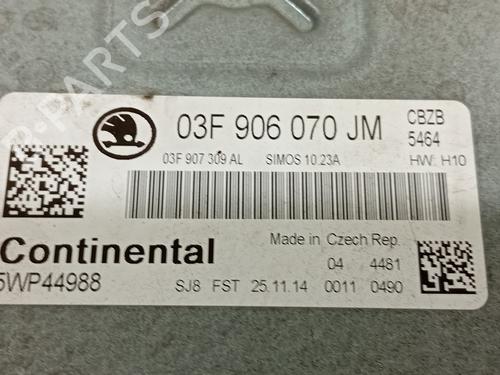 03F 906 070 JM
CBZB
5464
03F 907 309 AL SIMOS 10.23A
HW: H10
Continental
Made in Czech Rep.
04 4481
5WP44988
SJ8 FST 25.11.14 0011 0490